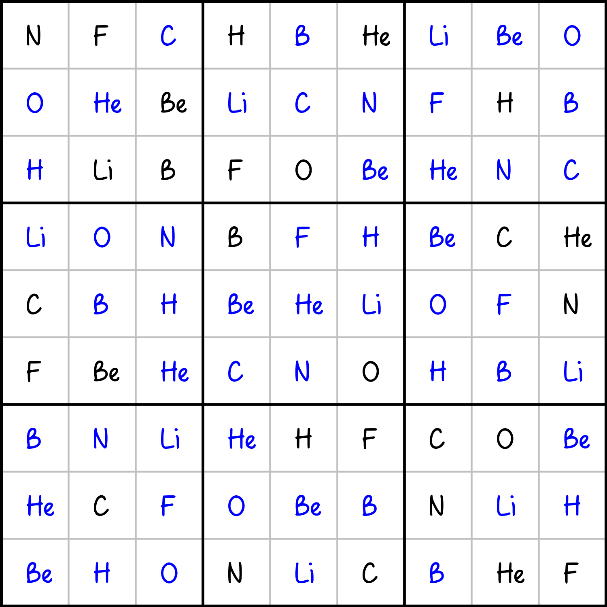 N F C H B He Li Be O
O He Be Li C N F H B
H Li B F O Be He N C
Li O N B F H Be C He
C B H Be He Li O F N
F Be He C N O H B Li
B N Li He H F C O Be
He C F O Be B N Li H
Be H O N Li C B He F